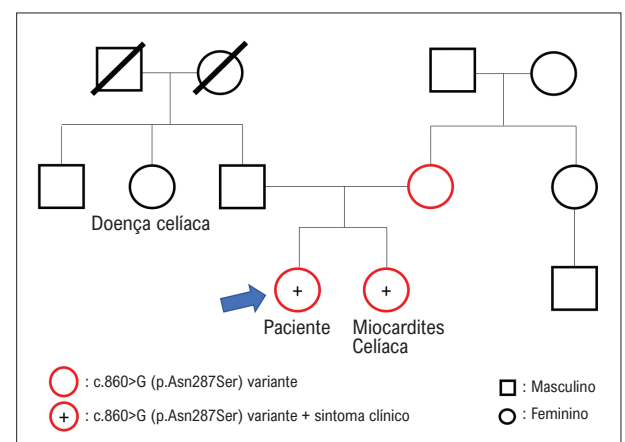 Doença celíaca
+
+
Paciente
Miocardites
Celíaca
: c.860>G (p.Asn287Ser) variante
+ : c.860>G (p.Asn287Ser) variante + sintoma clínico
: Masculino
: Feminino